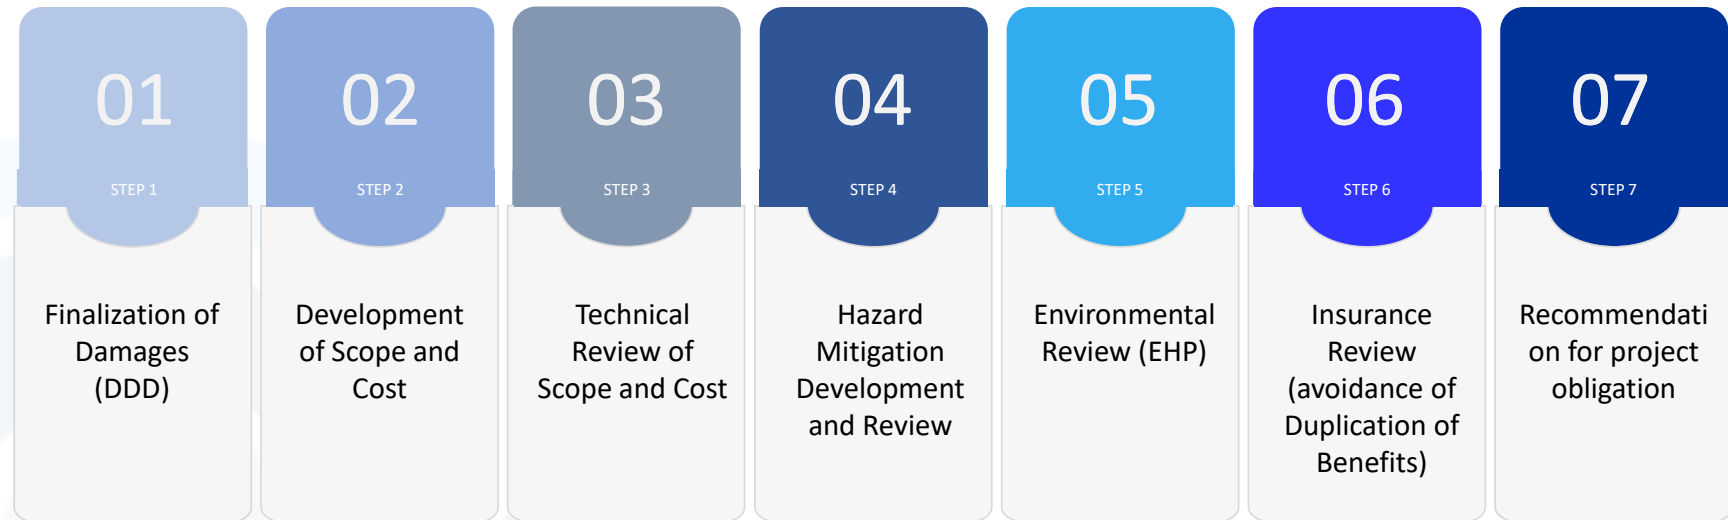 01
STEP 1
Finalization of
Damages
(DDD)
02
STEP 2
Development
of Scope and
Cost
03
STEP 3
Technical
Review of
Scope and Cost
04
STEP 4
Hazard
Mitigation
Development
and Review
05
STEP 5
Environmental
Review (EHP)
06
STEP 6
Insurance
Review
(avoidance of
Duplication of
Benefits)
07
STEP 7
Recommendati
on for project
obligation